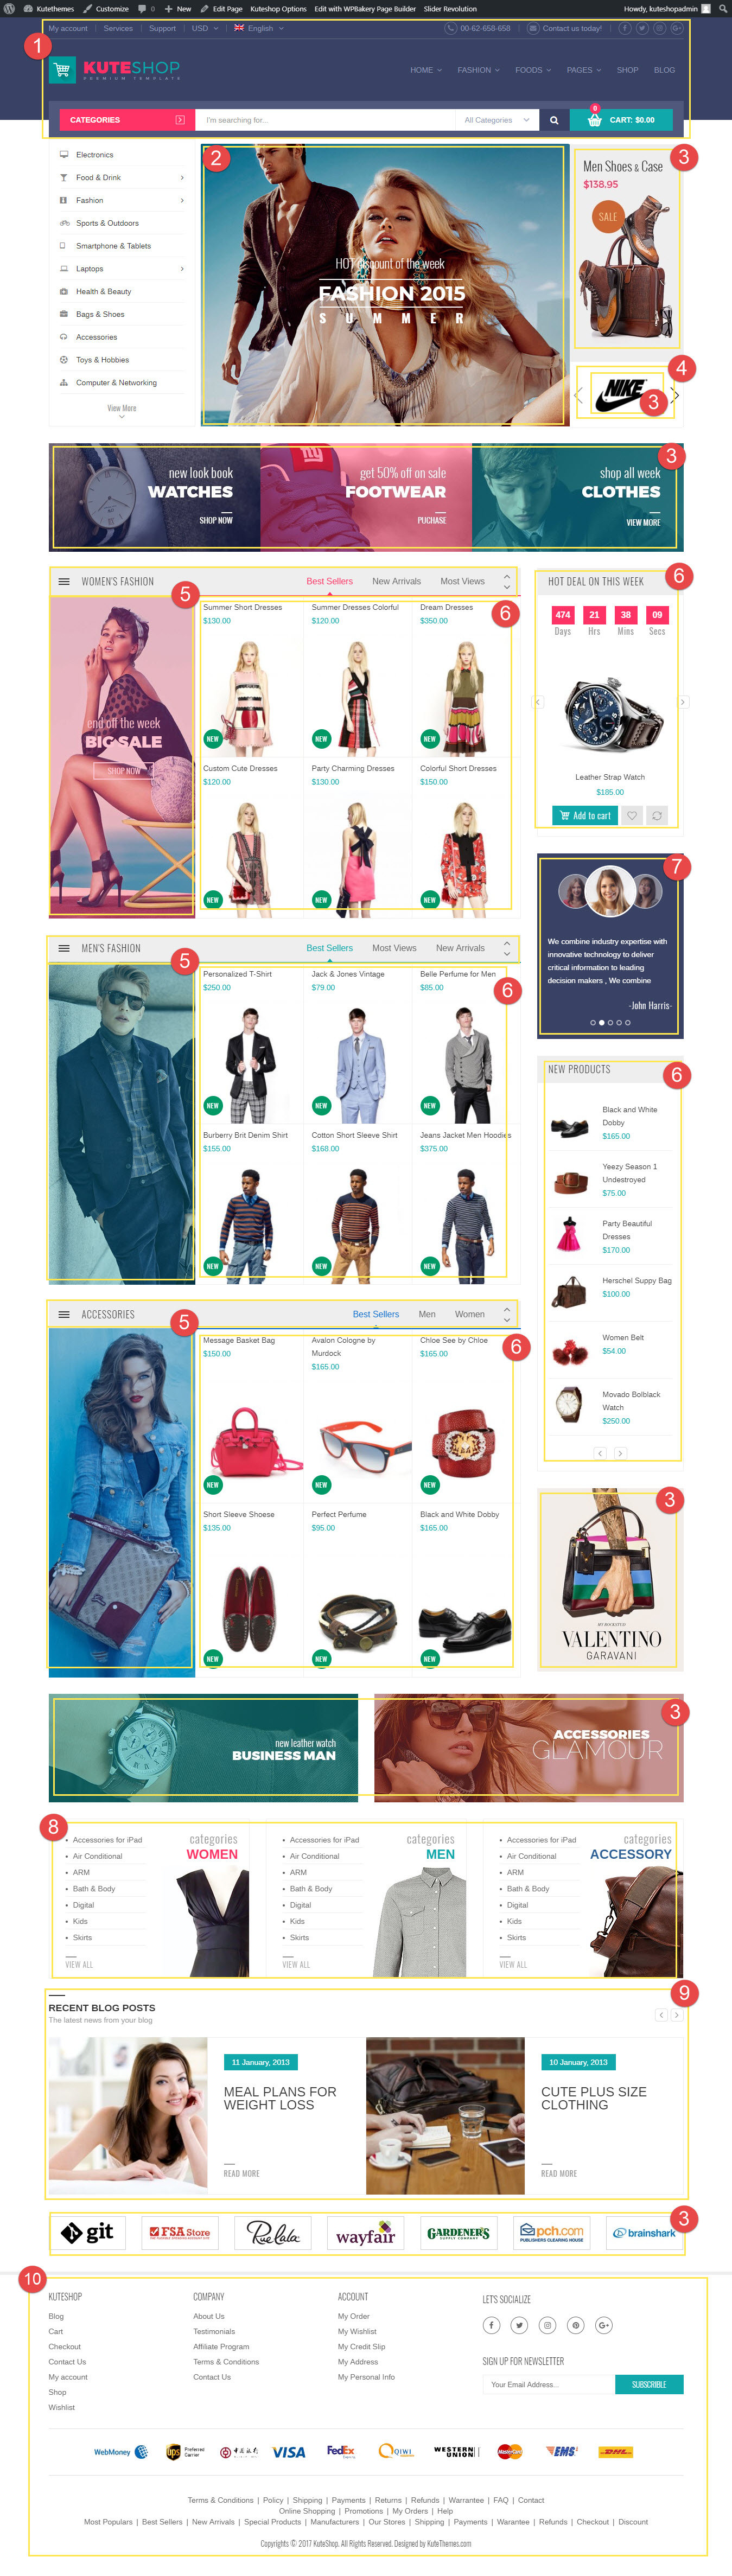 Kutethemes Customize 0 New Edit Page Kuteshop Options Edit with WPBakery Page Builder Slider Revolution Howdy, kuteshopadmin
My account Services Support USD English 00-62-658-658 Contact us today!
1
KUTESHOP
PREMIUM TEMPLATE
HOME FASHION FOODS PAGES SHOP BLOG
CATEGORIES I'm searching for... All Categories 0 CART: $0.00
Electronics
Food & Drink
Fashion
Sports & Outdoors
Smartphone & Tablets
Laptops
Health & Beauty
Bags & Shoes
Accessories
Toys & Hobbies
Computer & Networking
View More
2
HOT discount of the week
FASHION 2015
SUMMER
3
Men Shoes & Case
$138.95
SALE
4
NIKE
3
3
new look book
WATCHES
SHOP NOW
get 50% off on sale
FOOTWEAR
PUCHASE
shop all week
CLOTHES
VIEW MORE
WOMEN'S FASHION Best Sellers New Arrivals Most Views
5
6
end off the week
BIG SALE
SHOP NOW
Summer Short Dresses
$130.00
NEW
Summer Dresses Colorful
$120.00
NEW
Dream Dresses
$350.00
NEW
Custom Cute Dresses
$120.00
NEW
Party Charming Dresses
$130.00
NEW
Colorful Short Dresses
$150.00
NEW
HOT DEAL ON THIS WEEK
6
474 21 38 09
Days Hrs Mins Secs
Leather Strap Watch
$185.00
Add to cart
7
We combine industry expertise with
innovative technology to deliver
critical information to leading
decision makers , We combine
-John Harris-
MEN'S FASHION Best Sellers Most Views New Arrivals
5
6
Personalized T-Shirt
$250.00
NEW
Jack & Jones Vintage
$79.00
NEW
Belle Perfume for Men
$85.00
NEW
Burberry Brit Denim Shirt
$155.00
NEW
Cotton Short Sleeve Shirt
$168.00
NEW
Jeans Jacket Men Hoodies
$375.00
NEW
NEW PRODUCTS
6
Black and White
Dobby
$165.00
Yeezy Season 1
Undestroyed
$75.00
Party Beautiful
Dresses
$170.00
Herschel Suppy Bag
$100.00
Women Belt
$54.00
Movado Bolblack
Watch
$250.00
ACCESSORIES Best Sellers Men Women
5
6
Message Basket Bag
$150.00
NEW
Avalon Cologne by
Murdock
$165.00
NEW
Chloe See by Chloe
$165.00
NEW
Short Sleeve Shoese
$135.00
NEW
Perfect Perfume
$95.00
NEW
Black and White Dobby
$165.00
NEW
3
VALENTINO
GARAVANI
3
new leather watch
BUSINESS MAN
ACCESSORIES
GLAMOUR
8
Accessories for iPad
Air Conditional
ARM
Bath & Body
Digital
Kids
Skirts
VIEW ALL
categories
WOMEN
Accessories for iPad
Air Conditional
ARM
Bath & Body
Digital
Kids
Skirts
VIEW ALL
categories
MEN
Accessories for iPad
Air Conditional
ARM
Bath & Body
Digital
Kids
Skirts
VIEW ALL
categories
ACCESSORY
9
RECENT BLOG POSTS
The latest news from your blog
11 January, 2013
MEAL PLANS FOR
WEIGHT LOSS
READ MORE
10 January, 2013
CUTE PLUS SIZE
CLOTHING
READ MORE
3
git FSAStore RueLaLa wayfair GARDENER'S pch.com brainshark
SUPPLY COMPANY PUBLISHERS CLEARING HOUSE
10
KUTESHOP
Blog
Cart
Checkout
Contact Us
My account
Shop
Wishlist
COMPANY
About Us
Testimonials
Affiliate Program
Terms & Conditions
Contact Us
ACCOUNT
My Order
My Wishlist
My Credit Slip
My Address
My Personal Info
LET'S SOCIALIZE
SIGN UP FOR NEWSLETTER
Your Email Address... SUBSCRIBLE
WebMoney ups Preferred Carrier VISA FedEx QIWI WESTERN UNION MasterCard EMS DHL
Terms & Conditions | Policy | Shipping | Payments | Returns | Refunds | Warrantee | FAQ | Contact
Online Shopping | Promotions | My Orders | Help
Most Populars | Best Sellers | New Arrivals | Special Products | Manufacturers | Our Stores | Shipping | Payments | Warantee | Refunds | Checkout | Discount
Copyrights © 2017 KuteShop. All Rights Reserved. Designed by KuteThemes.com